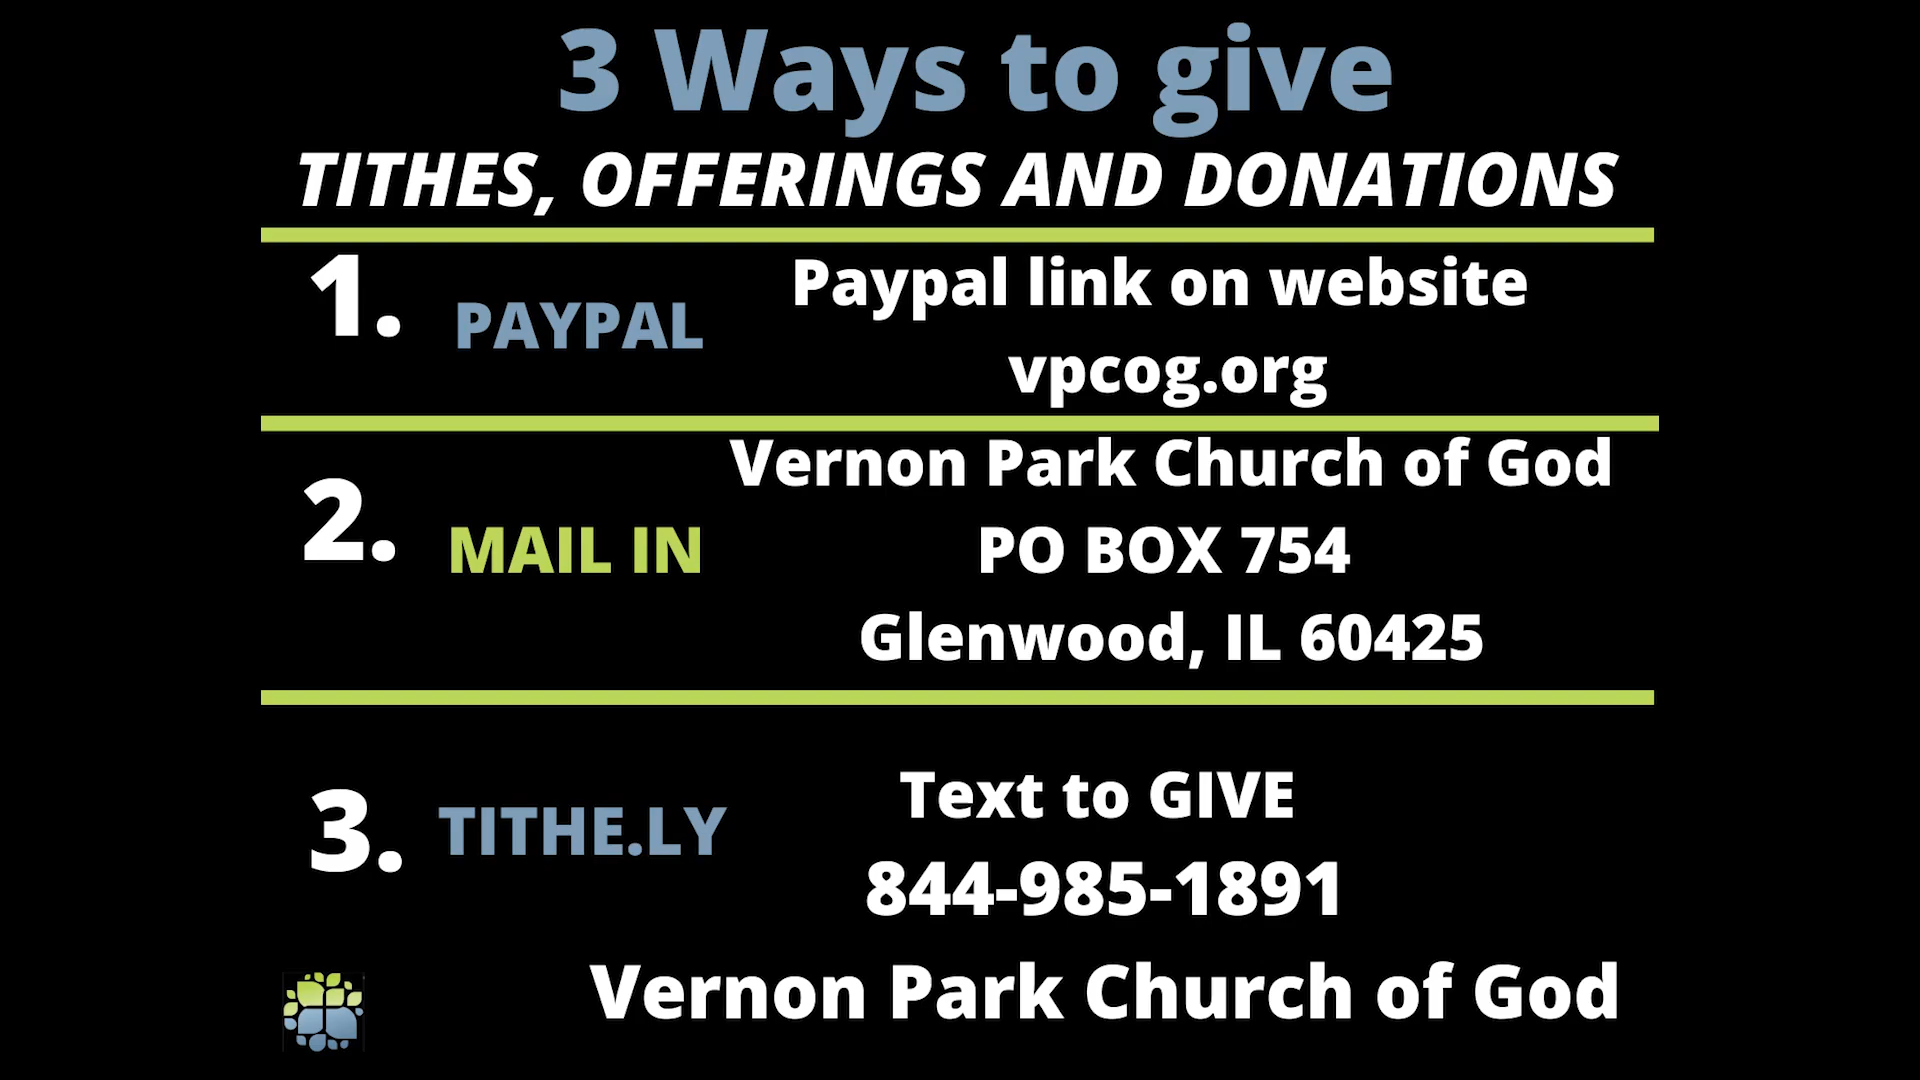 3 Ways to give
TITHES, OFFERINGS AND DONATIONS
1. PAYPAL
Paypal link on website
vpcog.org
2. MAIL IN
Vernon Park Church of God
PO BOX 754
Glenwood, IL 60425
3. TITHE.LY
Text to GIVE
844-985-1891
Vernon Park Church of God